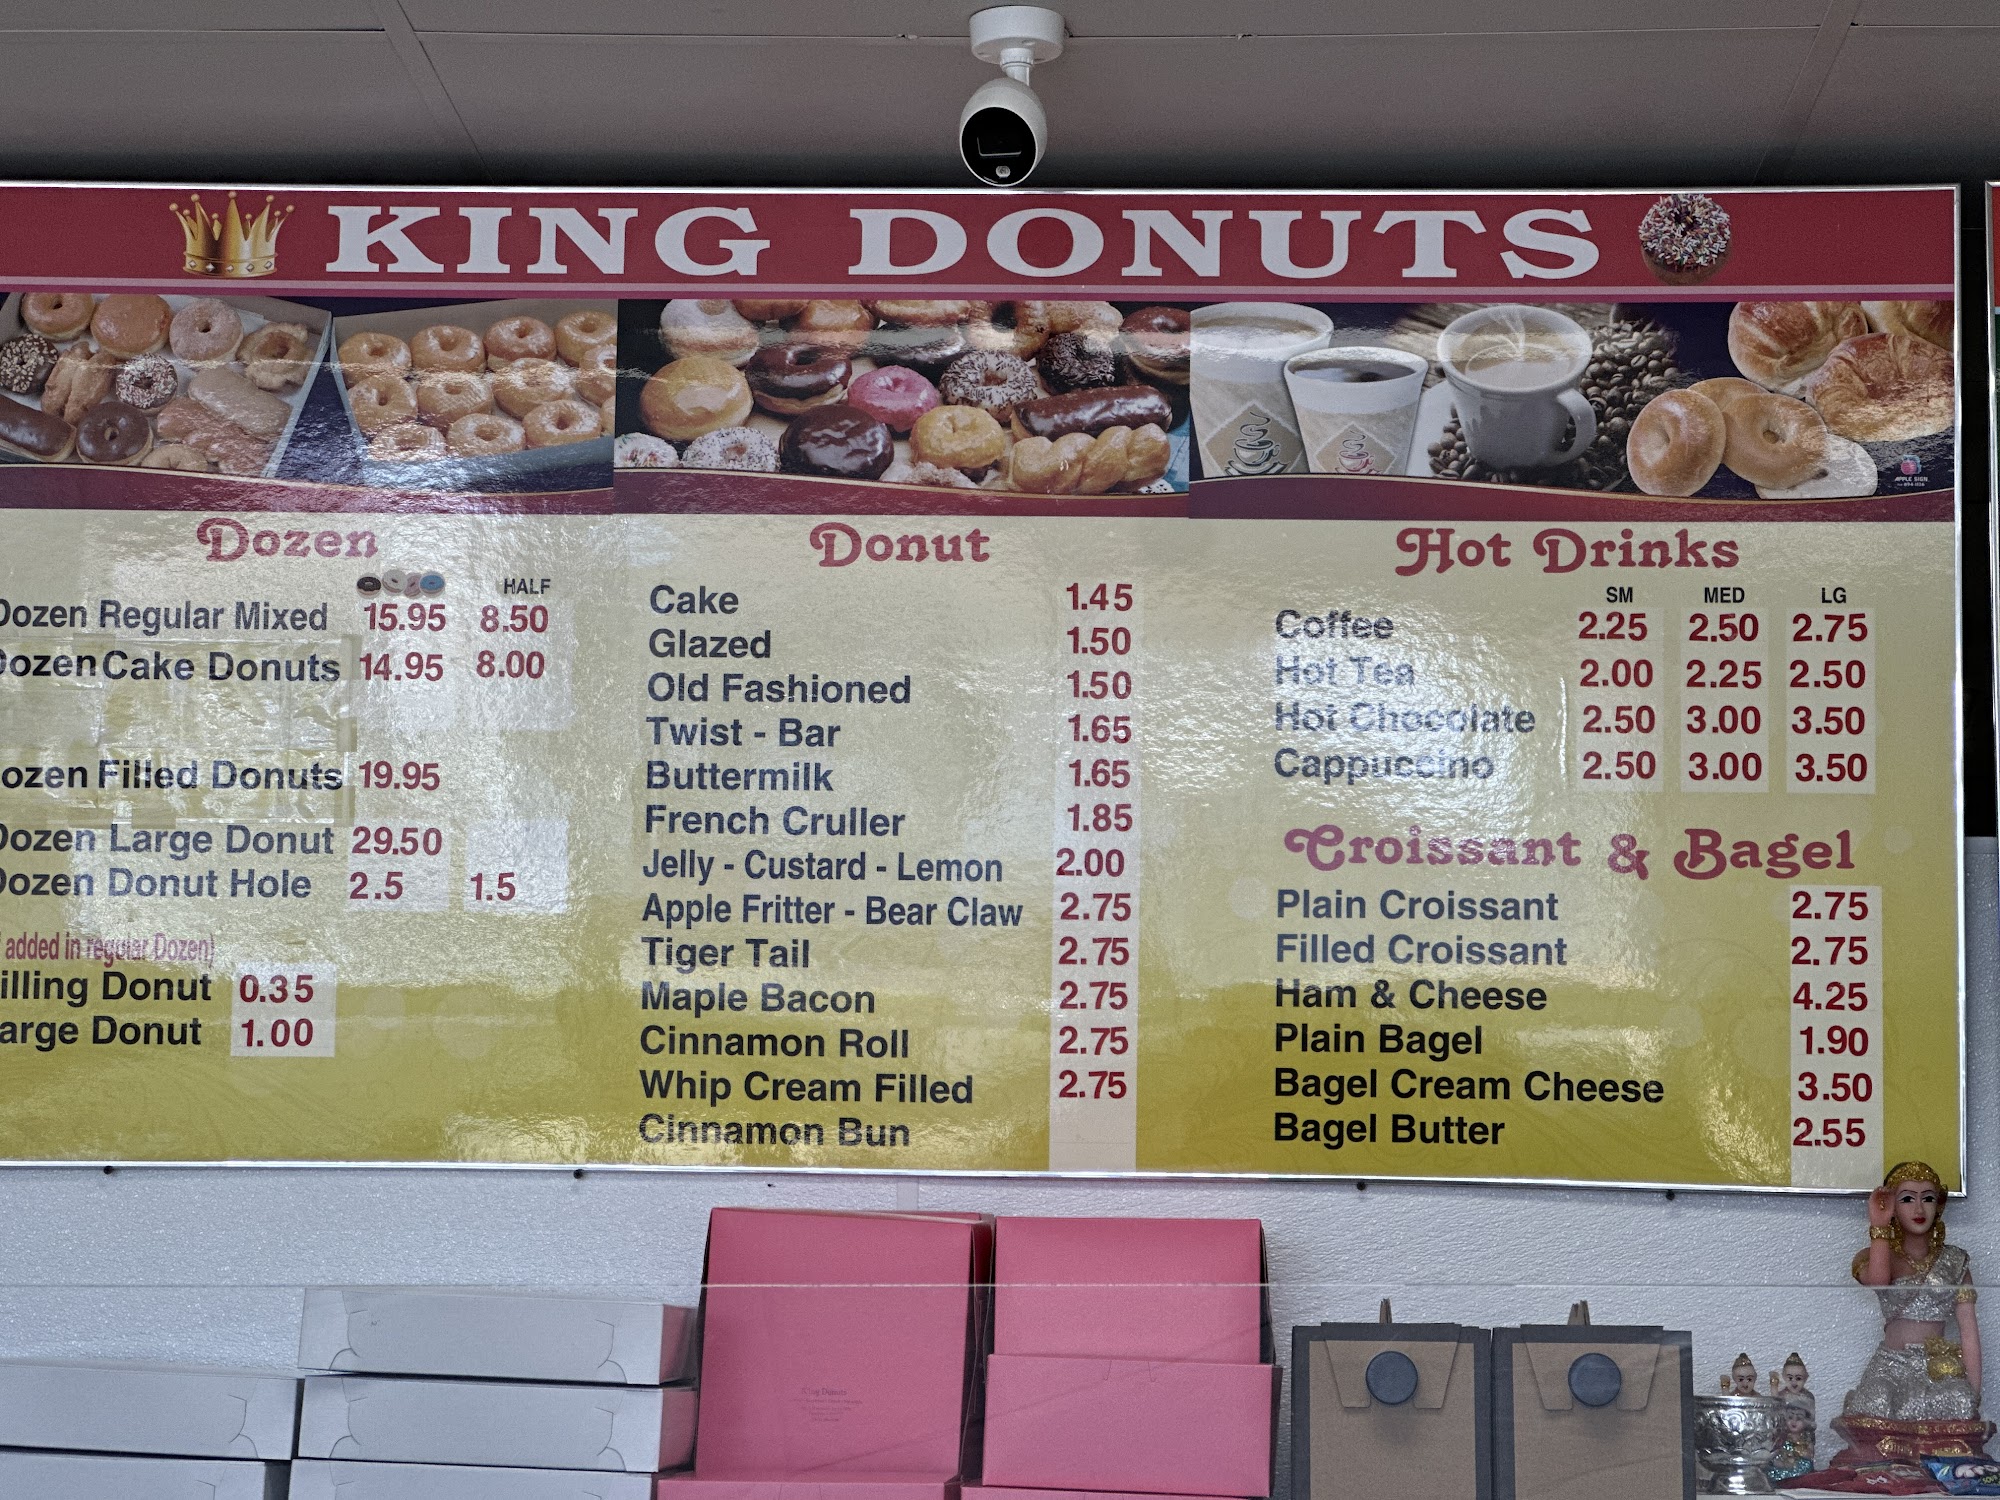 KING DONUTS
APPLE SIGN
Dozen
HALF
Dozen Regular Mixed 15.95 8.50
Dozen Cake Donuts 14.95 8.00
ozen Filled Donuts 19.95
Dozen Large Donut 29.50
Dozen Donut Hole 2.5 1.5
added in regular Dozen)
illing Donut 0.35
arge Donut 1.00
Donut
Cake 1.45
Glazed 1.50
Old Fashioned 1.50
Twist - Bar 1.65
Buttermilk 1.65
French Cruller 1.85
Jelly - Custard - Lemon 2.00
Apple Fritter - Bear Claw 2.75
Tiger Tail 2.75
Maple Bacon 2.75
Cinnamon Roll 2.75
Whip Cream Filled 2.75
Cinnamon Bun
Hot Drinks
SM MED LG
Coffee 2.25 2.50 2.75
Hot Tea 2.00 2.25 2.50
Hot Chocolate 2.50 3.00 3.50
Cappuccino 2.50 3.00 3.50
Croissant & Bagel
Plain Croissant 2.75
Filled Croissant 2.75
Ham & Cheese 4.25
Plain Bagel 1.90
Bagel Cream Cheese 3.50
Bagel Butter 2.55
King Donuts